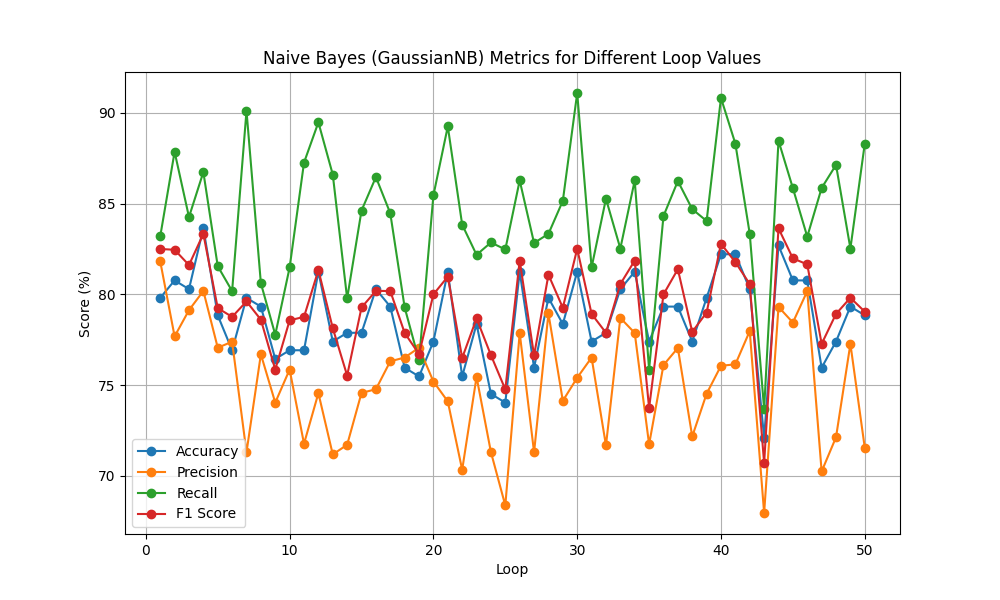 Naive Bayes (GaussianNB) Metrics for Different Loop Values
90
85
80
75
70
Score (%)
Accuracy
Precision
Recall
F1 Score
0 10 20 30 40 50
Loop